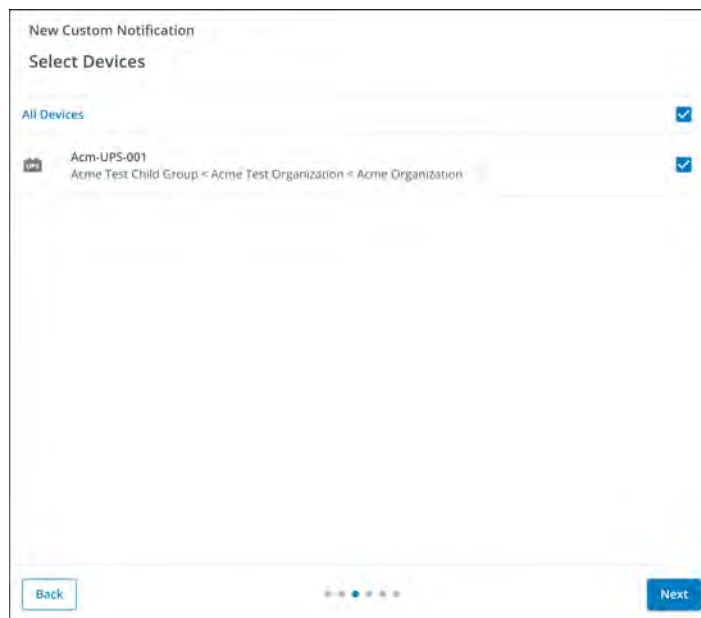 New Custom Notification
Select Devices
All Devices
UPS
Acm-UPS-001
Acme Test Child Group < Acme Test Organization < Acme Organization
Back
Next